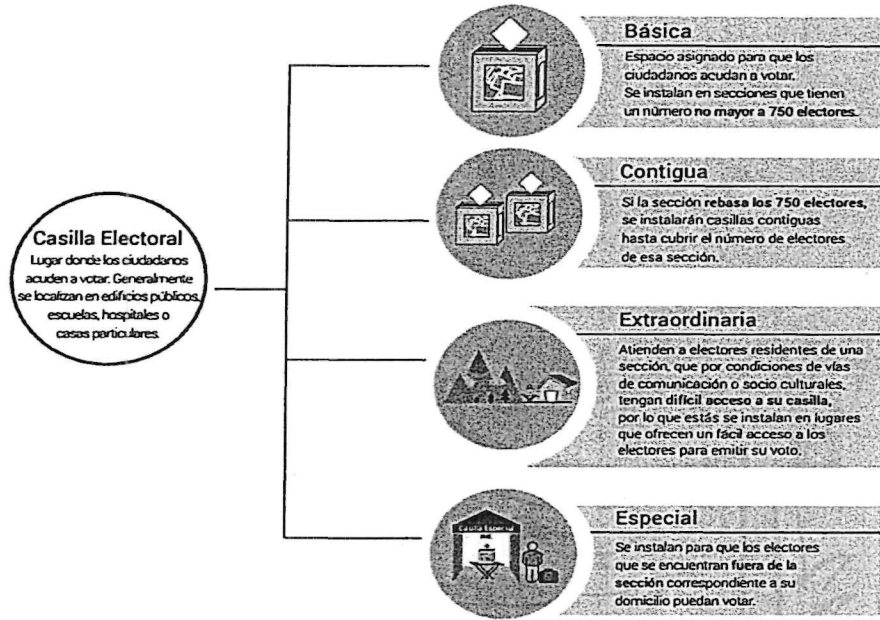 Casilla Electoral
Lugar donde los ciudadanos
acuden a votar. Generalmente
se localizan en edificios públicos,
escuelas, hospitales o
casas particulares.
Básica
Espacio asignado para que los
ciudadanos acudan a votar.
Se instalan en secciones que tienen
un número no mayor a 750 electores.
Contigua
Si la sección rebasa los 750 electores,
se instalarán casillas contiguas
hasta cubrir el número de electores
de esa sección.
Extraordinaria
Atienden a electores residentes de una
sección, que por condiciones de vías
de comunicación o socio culturales,
tengan difícil acceso a su casilla,
por lo que estás se instalan en lugares
que ofrecen un fácil acceso a los
electores para emitir su voto.
Casilla Especial
Especial
Se instalan para que los electores
que se encuentran fuera de la
sección correspondiente a su
domicilio puedan votar.